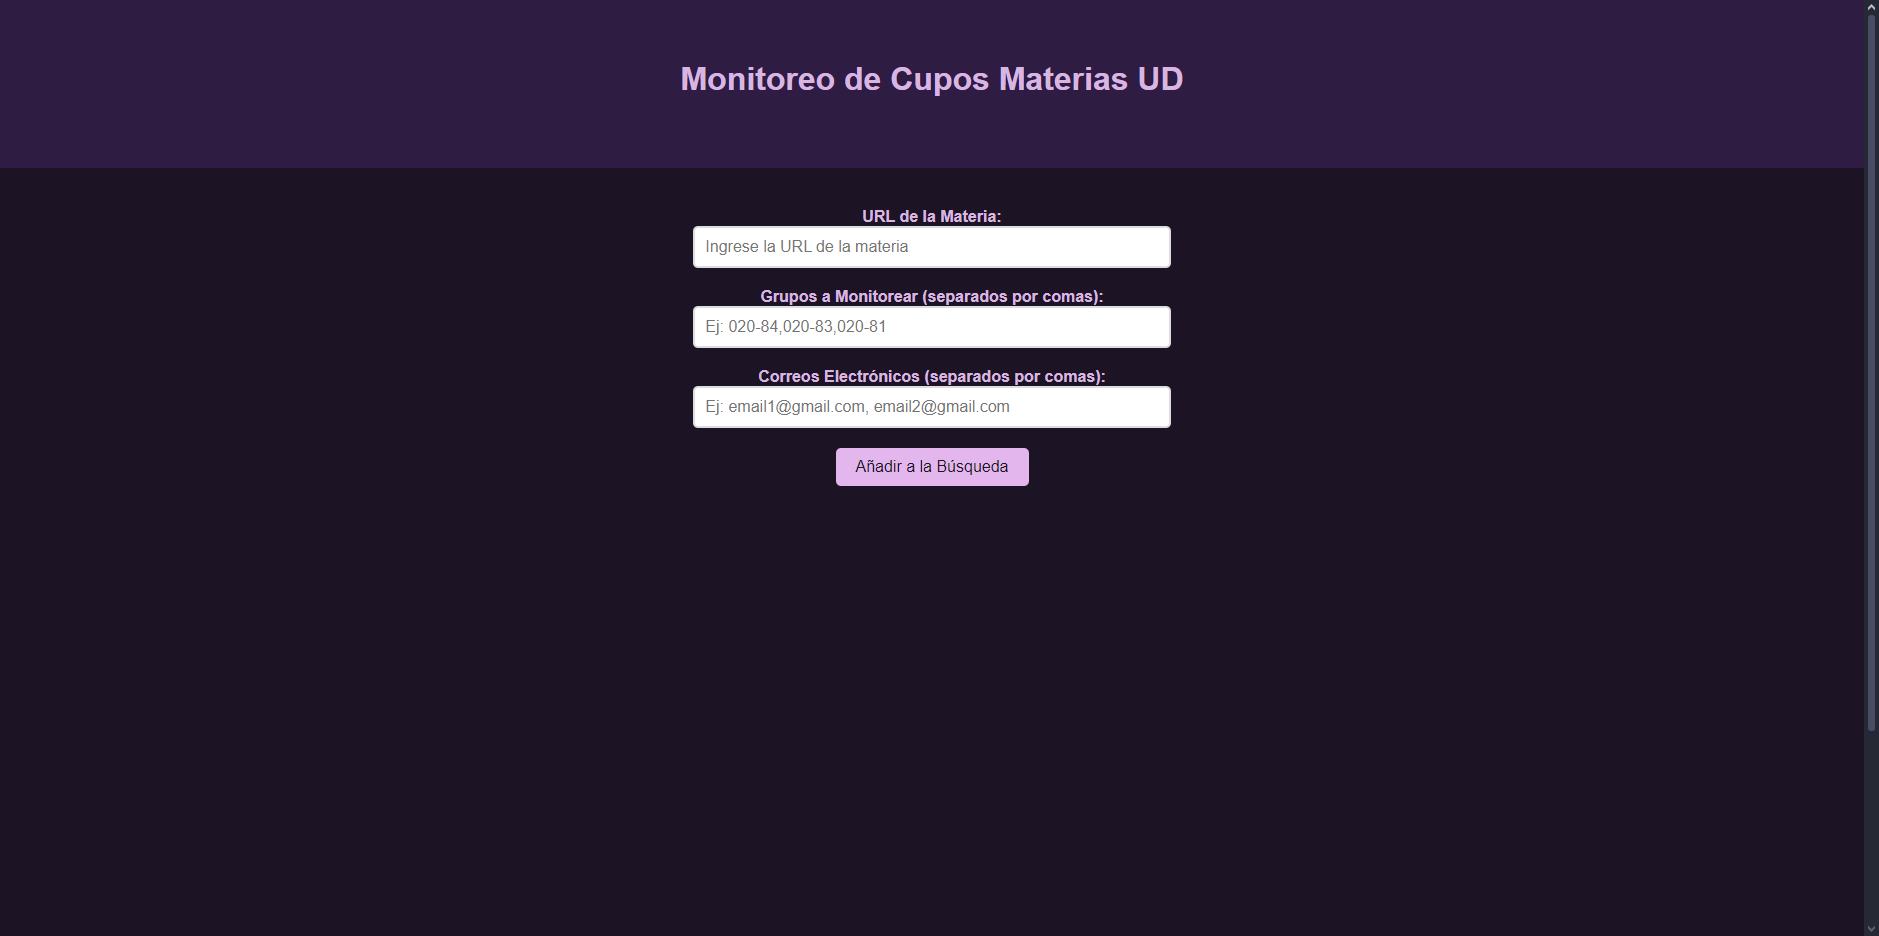 Monitoreo de Cupos Materias UD
URL de la Materia:
Ingrese la URL de la materia
Grupos a Monitorear (separados por comas):
Ej: 020-84,020-83,020-81
Correos Electrónicos (separados por comas):
Ej: email1@gmail.com, email2@gmail.com
Añadir a la Búsqueda